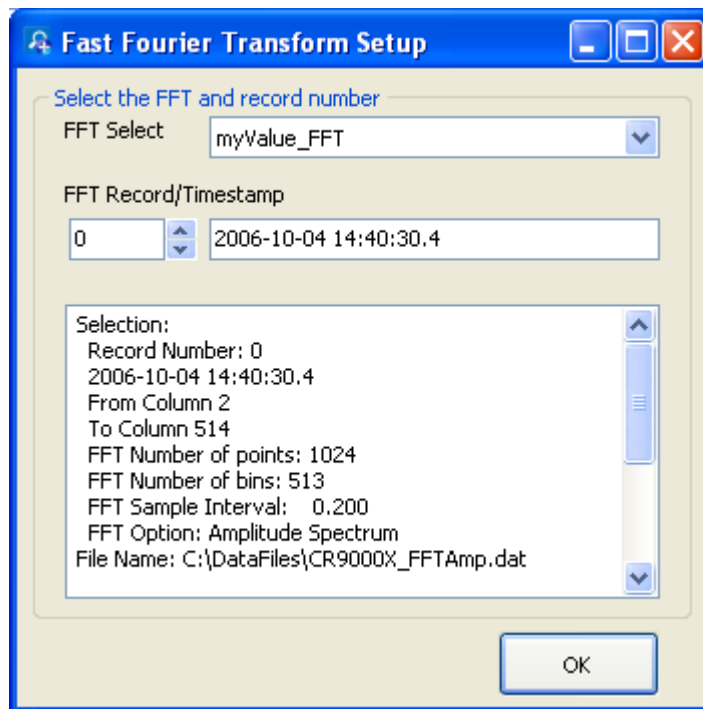 Fast Fourier Transform Setup
Select the FFT and record number
FFT Select
myValue_FFT
FFT Record/Timestamp
0
2006-10-04 14:40:30.4
Selection:
Record Number: 0
2006-10-04 14:40:30.4
From Column 2
To Column 514
FFT Number of points: 1024
FFT Number of bins: 513
FFT Sample Interval: 0.200
FFT Option: Amplitude Spectrum
File Name: C:\DataFiles\CR9000X_FFTAmp.dat
OK